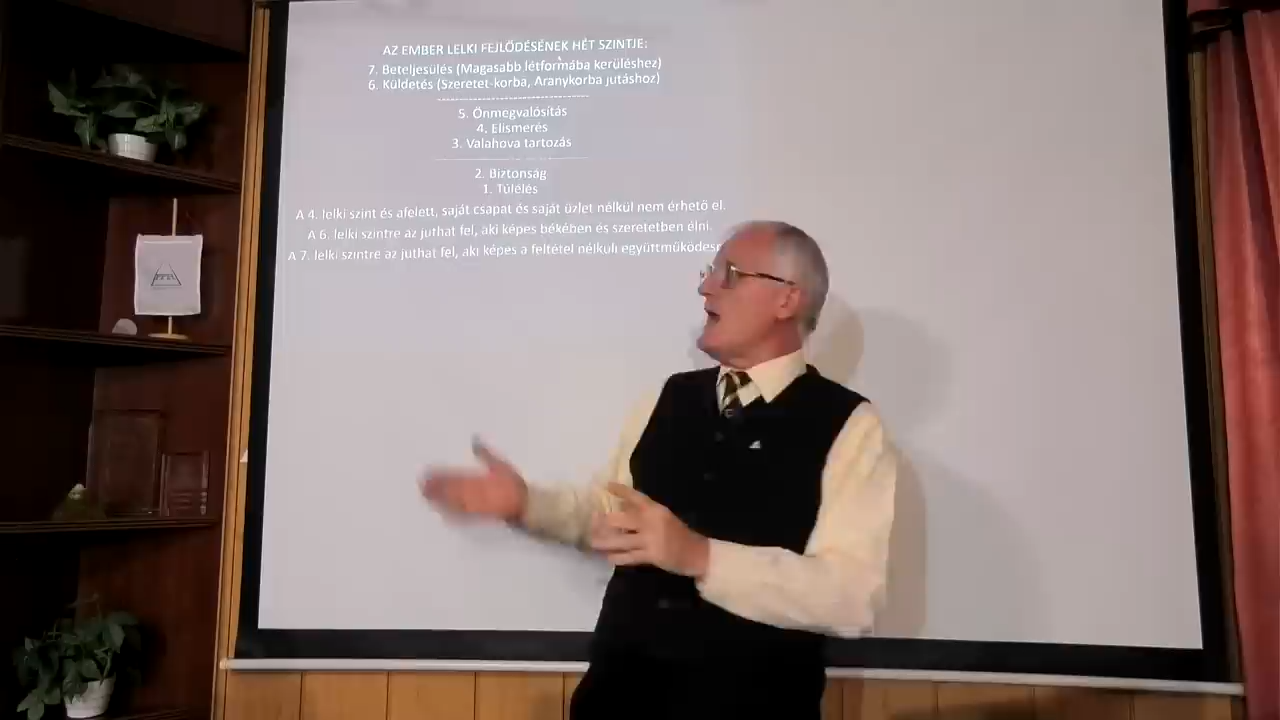 AZ EMBER LELKI FEJLŐDÉSÉNEK HÉT SZINTJE:
7. Beteljesülés (Magasabb létformába kerüléshez)
6. Küldetés (Szeretet-korba, Aranykorba jutáshoz)
5. Önmegvalósítás
4. Elismerés
3. Valahova tartozás
2. Biztonság
1. Túlélés
A 4. lelki szint és afelett, saját csapat és saját üzlet nélkül nem érhető el.
A 6. lelki szintre az juthat fel, aki képes békében és szeretetben élni.
A 7. lelki szintre az juthat fel, aki képes a feltétel nélküli